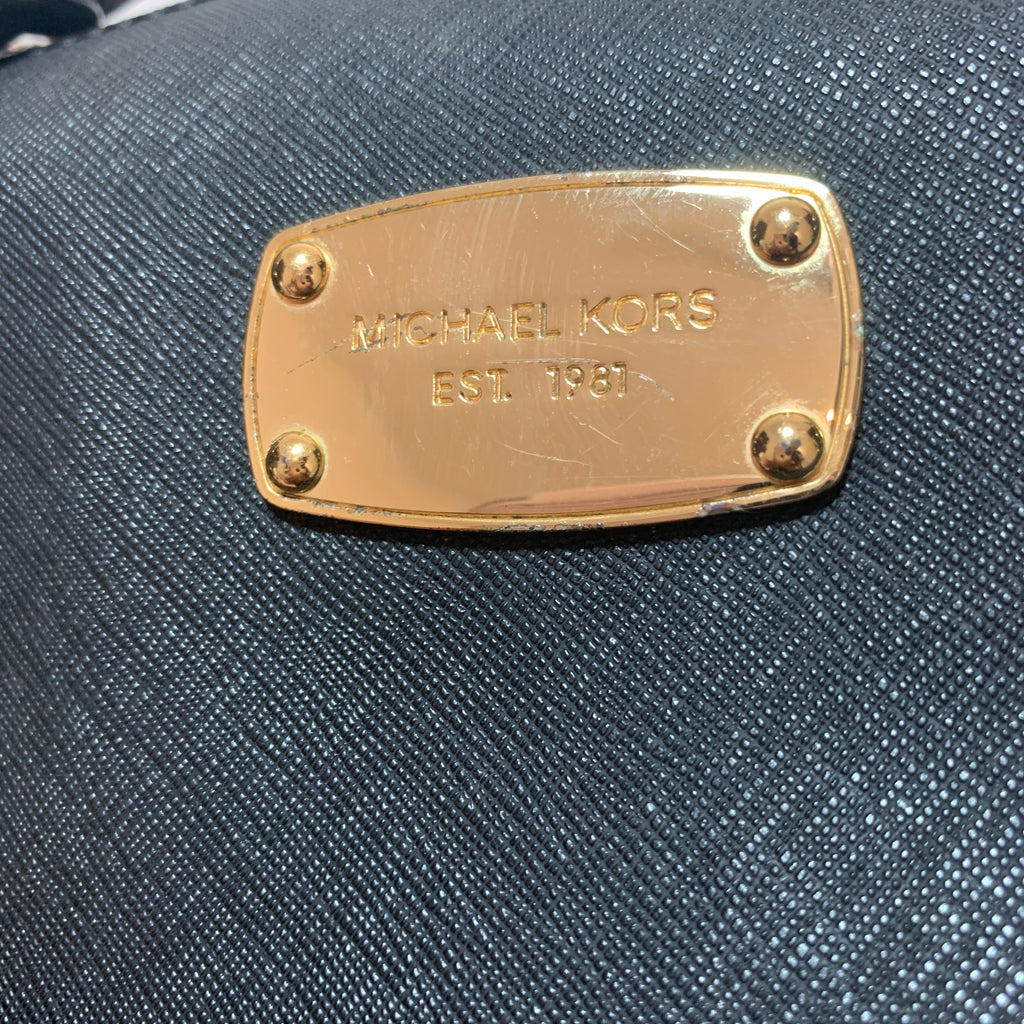 MICHAEL KORS
EST. 1981